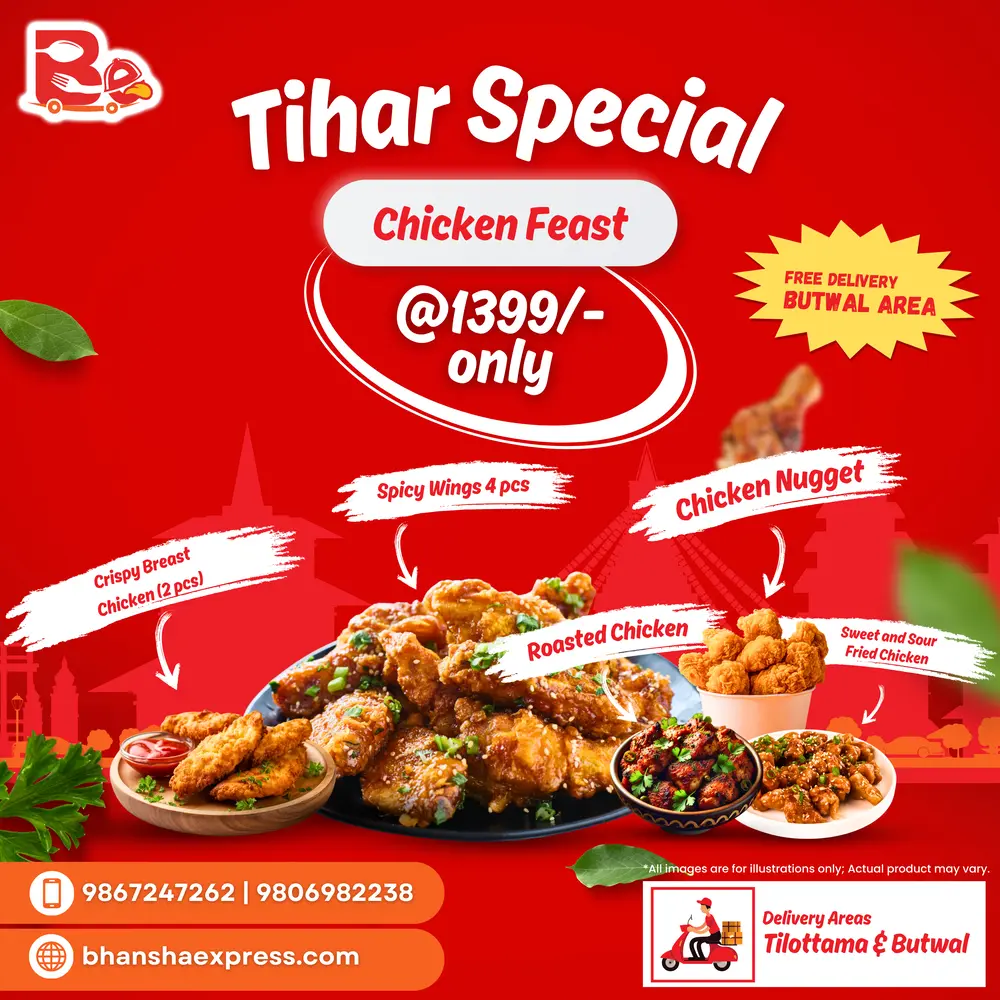 Be
Tihar Special
Chicken Feast
@1399/-
only
FREE DELIVERY
BUTWAL AREA
Spicy Wings 4 pcs
Chicken Nugget
Crispy Breast
Chicken (2 pcs)
Roasted Chicken
Sweet and Sour
Fried Chicken
*All images are for illustrations only; Actual product may vary.
9867247262 | 9806982238
bhanshaexpress.com
Delivery Areas
Tilottama & Butwal